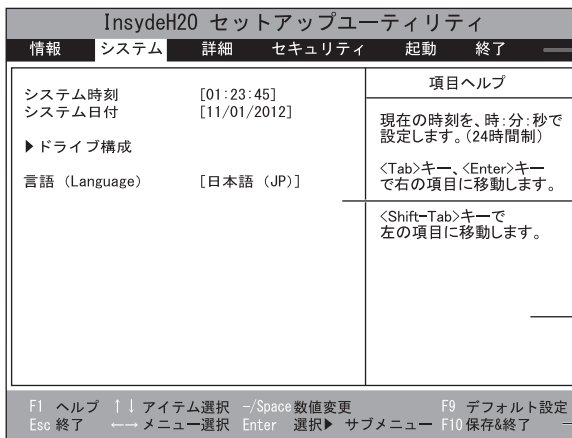 InsydeH20 セットアップユーティリティ
情報 システム 詳細 セキュリティ 起動 終了
システム時刻 [01:23:45]
システム日付 [11/01/2012]
▶ドライブ構成
言語 (Language) [日本語 (JP)]
項目ヘルプ
現在の時刻を、時:分:秒で
設定します。(24時間制)
<Tab>キー、<Enter>キー
で右の項目に移動します。
<Shift-Tab>キーで
左の項目に移動します。
F1 ヘルプ ↑↓ アイテム選択 -/Space 数値変更 F9 デフォルト設定
Esc 終了 ←→ メニュー選択 Enter 選択▶ サブメニュー F10 保存&終了